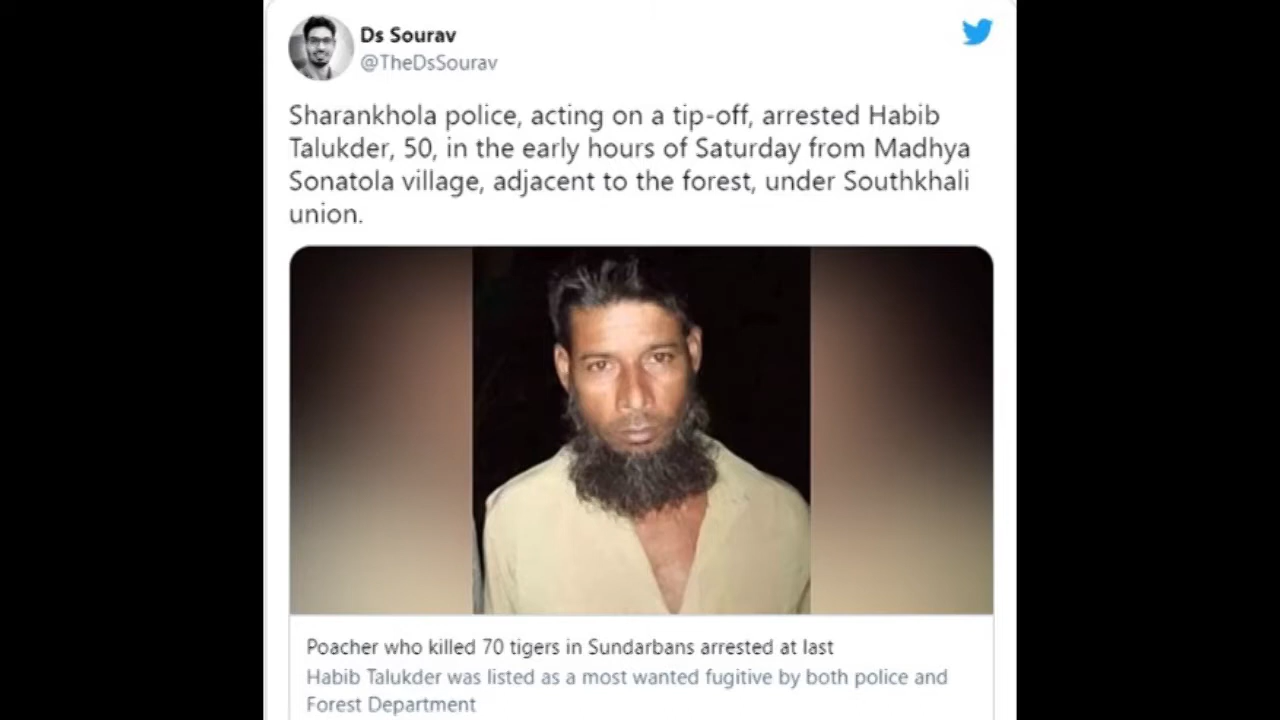 Ds Sourav
@TheDsSourav
Sharankhola police, acting on a tip-off, arrested Habib
Talukder, 50, in the early hours of Saturday from Madhya
Sonatola village, adjacent to the forest, under Southkhali
union.
Poacher who killed 70 tigers in Sundarbans arrested at last
Habib Talukder was listed as a most wanted fugitive by both police and
Forest Department